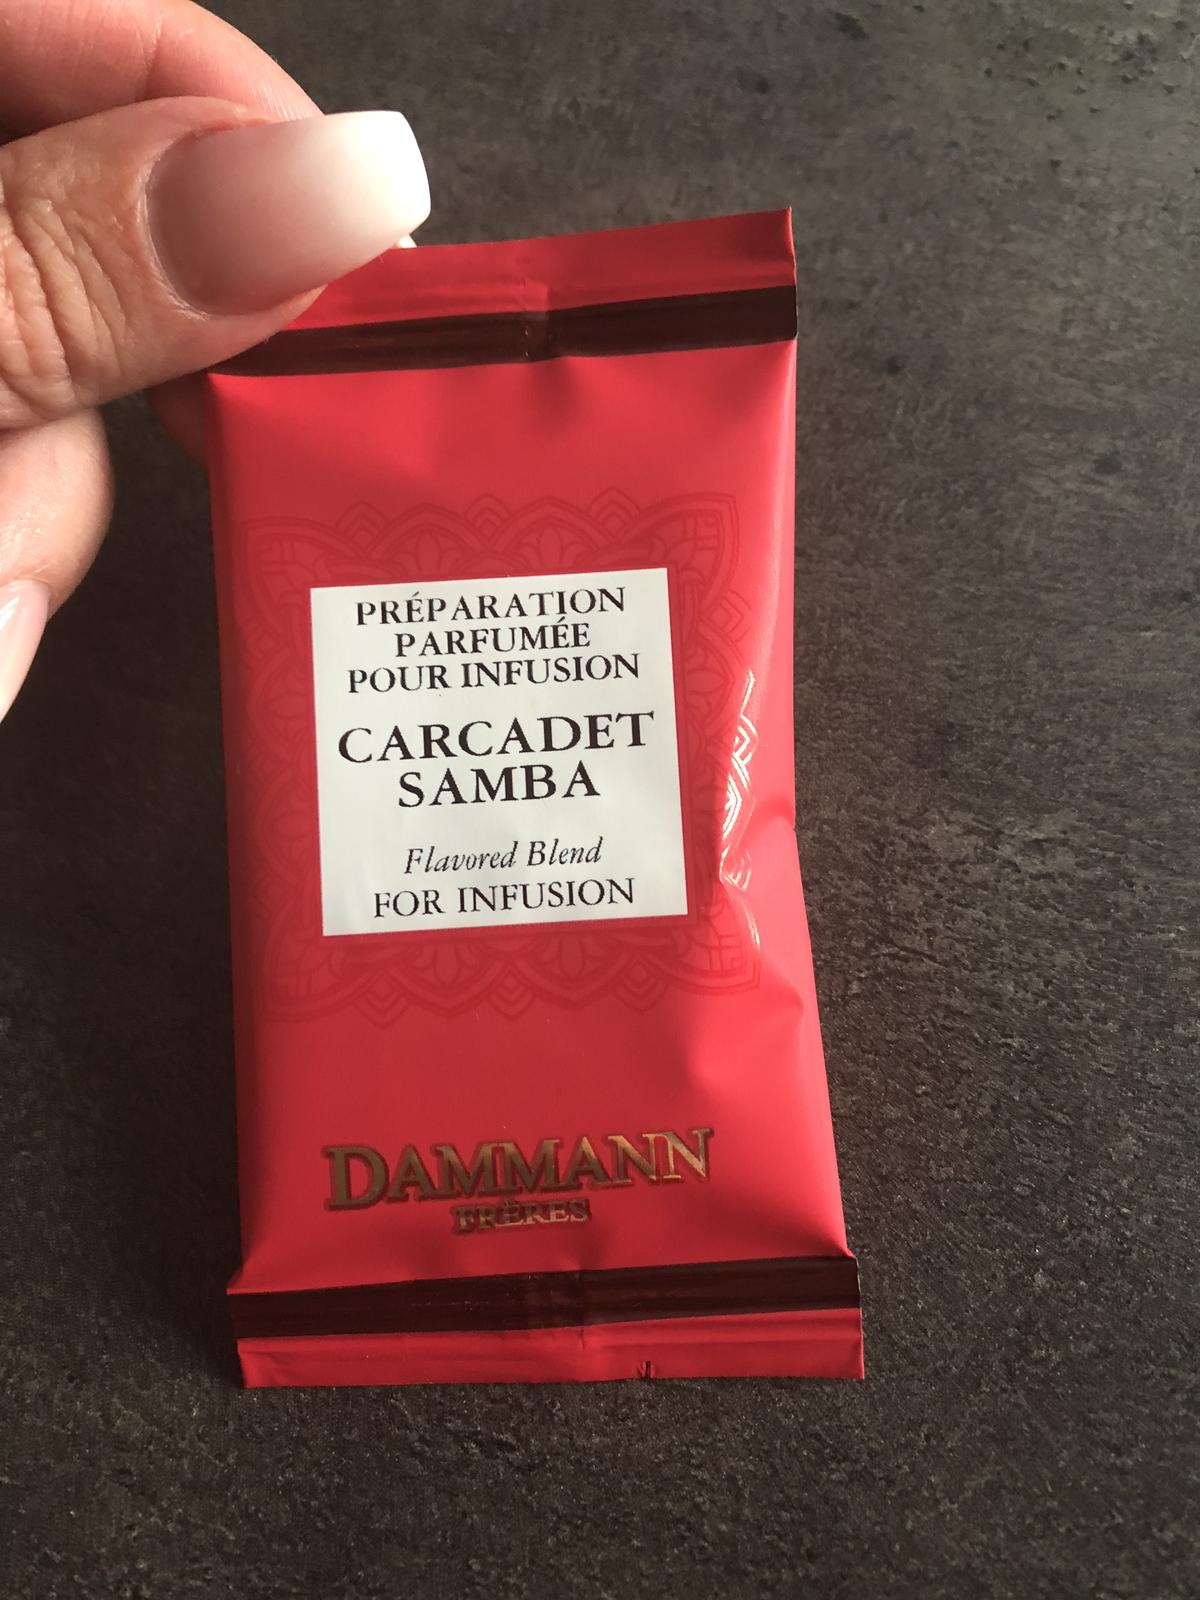 PRÉPARATION
PARFUMÉE
POUR INFUSION
CARCADET
SAMBA
Flavored Blend
FOR INFUSION
DAMMANN
FRÈRES